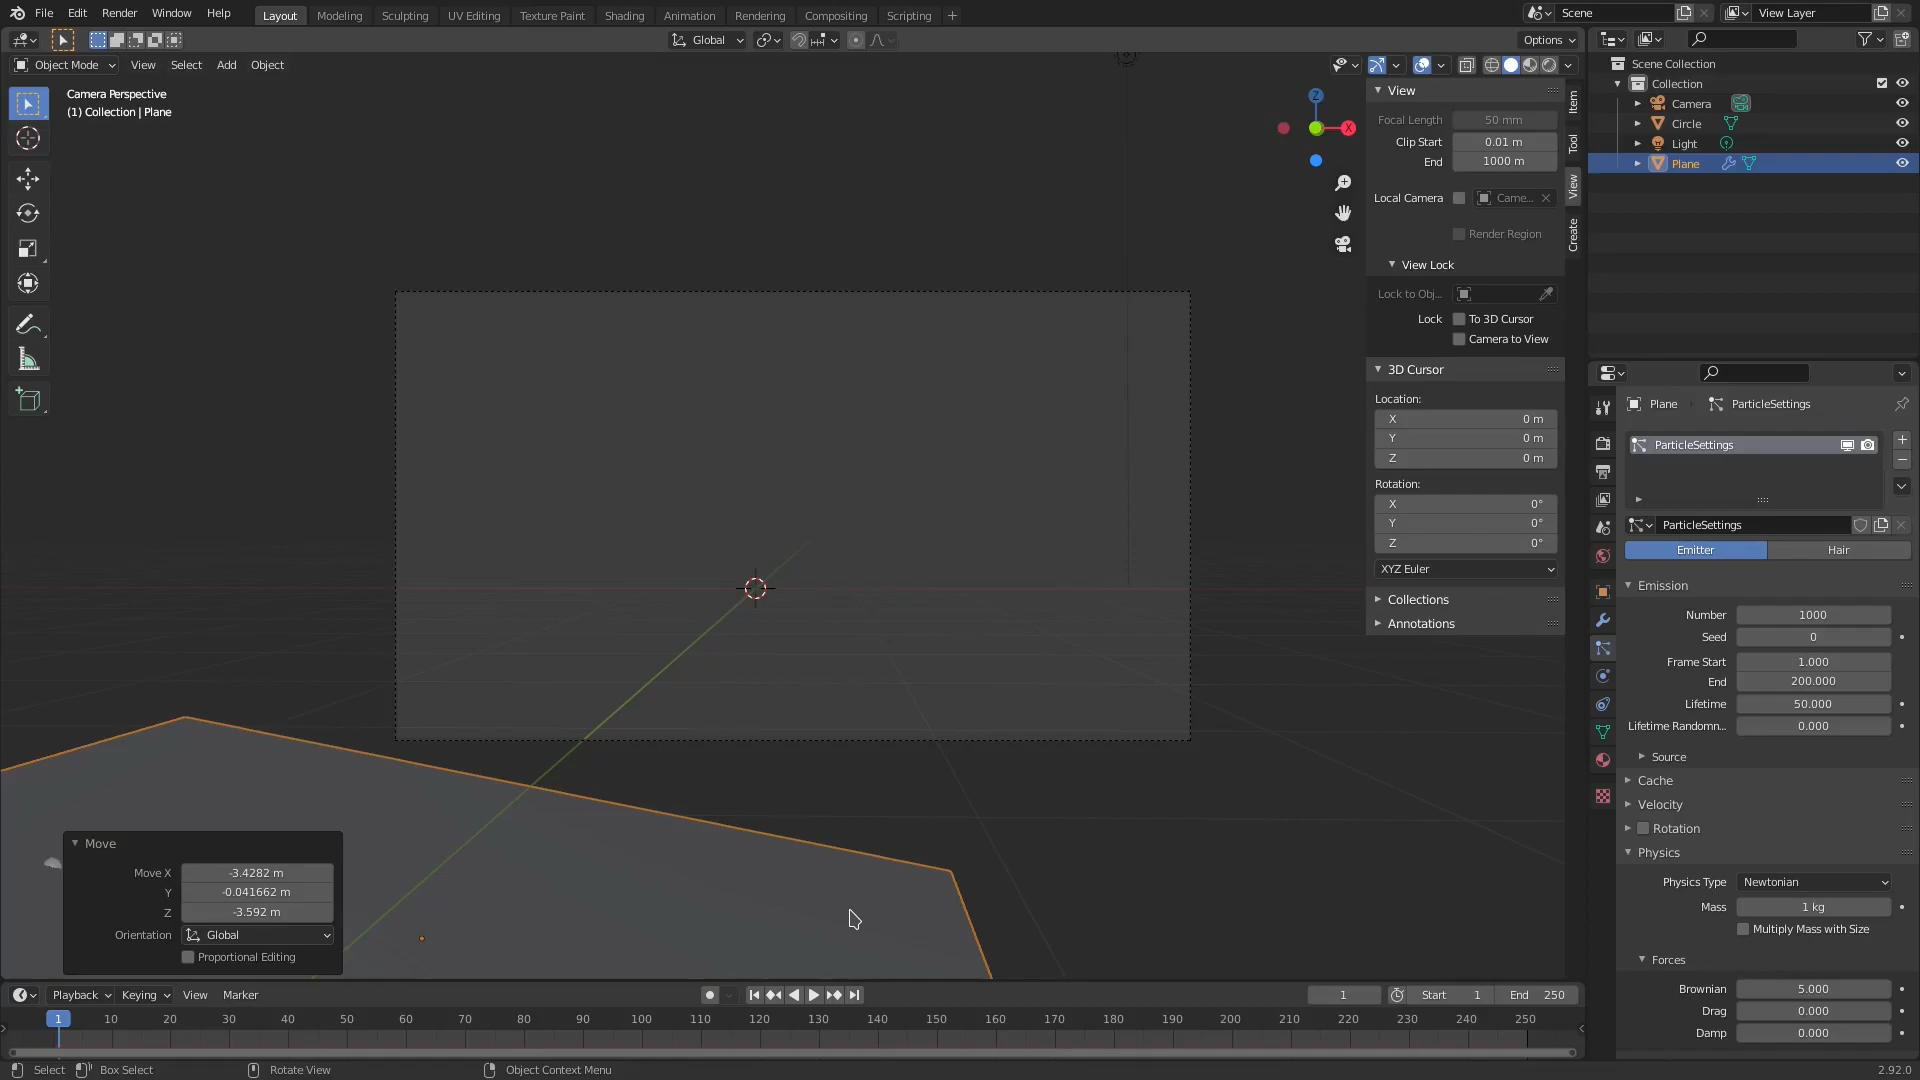 File Edit Render Window Help Layout Modeling Sculpting UV Editing Texture Paint Shading Animation Rendering Compositing Scripting + Scene View Layer
Global Options
Object Mode View Select Add Object
Camera Perspective
(1) Collection | Plane
Z
X
View
Focal Length 50 mm
Clip Start 0.01 m
End 1000 m
Local Camera Came...
Render Region
View Lock
Lock to Obj...
Lock To 3D Cursor
Camera to View
3D Cursor
Location:
X 0 m
Y 0 m
Z 0 m
Rotation:
X 0°
Y 0°
Z 0°
XYZ Euler
Collections
Annotations
Item
Tool
View
Create
Scene Collection
Collection
Camera
Circle
Light
Plane
Plane ParticleSettings
ParticleSettings
ParticleSettings
Emitter Hair
Emission
Number 1000
Seed 0
Frame Start 1.000
End 200.000
Lifetime 50.000
Lifetime Randomn... 0.000
Source
Cache
Velocity
Rotation
Physics
Physics Type Newtonian
Mass 1 kg
Multiply Mass with Size
Forces
Brownian 5.000
Drag 0.000
Damp 0.000
Move
Move X -3.4282 m
Y -0.041662 m
Z -3.592 m
Orientation Global
Proportional Editing
Playback Keying View Marker 1 Start 1 End 250
1 10 20 30 40 50 60 70 80 90 100 110 120 130 140 150 160 170 180 190 200 210 220 230 240 250
Select Box Select Rotate View Object Context Menu 2.92.0